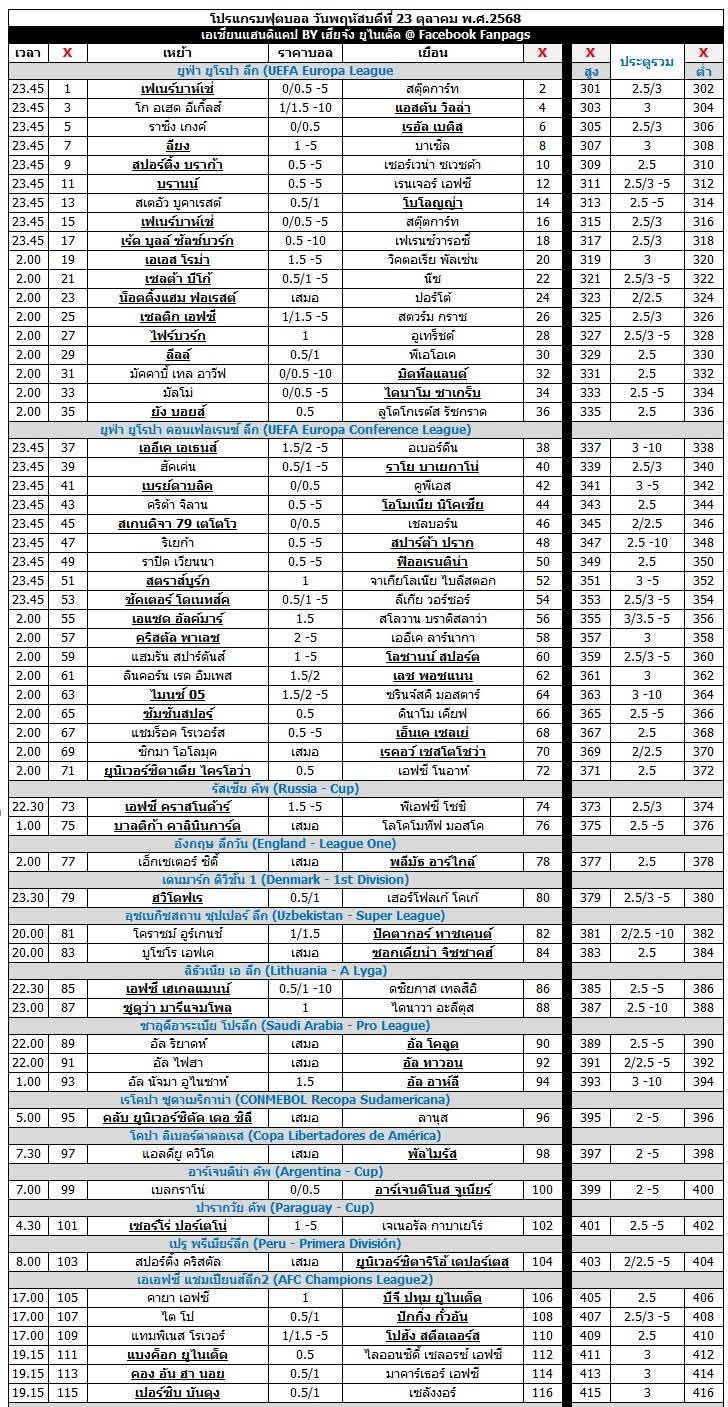 โปรแกรมฟุตบอล วันพฤหัสบดีที่ 23 ตุลาคม พ.ศ.2568
เอเชียนแฮนดิแคป BY เฮียจัง ยูไนเต็ด @ Facebook Fanpags
เวลา X เหย้า ราคาบอล เยือน X X ประตูรวม X
ยูฟ่า ยูโรปา ลีก (UEFA Europa League สูง ต่ำ
23.45 1 เฟเนร์บาห์เช่ 0/0.5 -5 สตุ๊ตการ์ท 2 301 2.5/3 302
23.45 3 โก อเฮด อีเกิ้ลส์ 1/1.5 -10 แอสตัน วิลล่า 4 303 3 304
23.45 5 ราซิ่ง เกงค์ 0/0.5 เรอัล เบติส 6 305 2.5/3 306
23.45 7 ลียง 1 -5 บาเซิ่ล 8 307 3 308
23.45 9 สปอร์ติ้ง บราก้า 0.5 -5 เซอร์เวน่า ซเวซด้า 10 309 2.5 310
23.45 11 บรานน์ 0.5 -5 เรนเจอร์ เอฟซี 12 311 2.5/3 -5 312
23.45 13 สเตอัว บูคาเรสต์ 0.5/1 โบโลญญ่า 14 313 2.5 -5 314
23.45 15 เฟเนร์บาห์เช่ 0/0.5 -5 สตุ๊ตการ์ท 16 315 2.5/3 316
23.45 17 เร้ด บูลล์ ซัลซ์บวร์ก 0.5 -10 เฟเรนซ์วารอซี่ 18 317 2.5/3 318
2.00 19 เอเอส โรม่า 1.5 -5 วิคตอเรีย พัลเซ่น 20 319 3 320
2.00 21 เซลต้า บีโก้ 0.5/1 -5 นีซ 22 321 2.5/3 -5 322
2.00 23 น็อตติ้งแฮม ฟอเรสต์ เสมอ ปอร์โต้ 24 323 2/2.5 324
2.00 25 เซลติก เอฟซี 1/1.5 -5 สตวร์ม กราซ 26 325 2.5/3 326
2.00 27 ไฟร์บวร์ก 1 อูเทร็ชต์ 28 327 2.5/3 -5 328
2.00 29 ลีลล์ 0.5/1 พีเอโอเค 30 329 2.5 330
2.00 31 มัคคาบี้ เทล อาวีฟ 0/0.5 -10 มิดทีลแลนด์ 32 331 2.5 332
2.00 33 มัลโม่ 0/0.5 -5 ไดนาโม ซาเกร็บ 34 333 2.5 -5 334
2.00 35 ยัง บอยส์ 0.5 ลูโดโกเรต์ส รัซกราด 36 335 2.5 336
ยูฟ่า ยูโรปา คอนเฟอเรนซ์ ลีก (UEFA Europa Conference League)
23.45 37 เออีเค เอเธนส์ 1.5/2 -5 อเบอร์ดีน 38 337 3 -10 338
23.45 39 ฮัคเค่น 0.5/1 -5 ราโย บาเยกาโน่ 40 339 2.5/3 340
23.45 41 เบรย์ดาบลิค 0/0.5 คูพีเอส 42 341 3 -5 342
23.45 43 คริต้า จิลาน 0.5 -5 โอโมเนีย นิโคเซีย 44 343 2.5 344
23.45 45 สเกนดิจา 79 เตโตโว 0/0.5 เชลบอร์น 46 345 2/2.5 346
23.45 47 ริเยก้า 0.5 -5 สปาร์ต้า ปราก 48 347 2.5 -10 348
23.45 49 ราปิด เวียนนา 0.5 -5 ฟิออเรนติน่า 50 349 2.5 350
23.45 51 สตราส์บูร์ก 1 จาเกียโลเนีย ไบลีสตอก 52 351 3 -5 352
23.45 53 ชัคเตอร์ โดเนทส์ค 0.5/1 -5 ลีเกีย วอร์ซอร์ 54 353 2.5/3 -5 354
2.00 55 เอแซด อัลค์มาร์ 1.5 สโลวาน บราติสลาว่า 56 355 3/3.5 -5 356
2.00 57 คริสตัล พาเลซ 2 -5 เออีเค ลาร์นากา 58 357 3 358
2.00 59 แฮมรัน สปาร์ตันส์ 1 -5 โลซานน์ สปอร์ต 60 359 2.5/3 -5 360
2.00 61 ลินคอร์น เรด อิมเพส 1.5/2 เลช พอซแนน 62 361 3 362
2.00 63 ไมนซ์ 05 1.5/2 -5 ซรินจ์สคี มอสตาร์ 64 363 3 -10 364
2.00 65 ซัมซุ่นสปอร์ 0.5 ดินาโม เคียฟ 66 365 2.5 -5 366
2.00 67 แชมร็อค โรเวอร์ส 0.5 -5 เอ็นเค เซลเย่ 68 367 2.5 368
2.00 69 ซิกมา โอโลมุค เสมอ เรคอว์ เซสโตโชว่า 70 369 2/2.5 370
2.00 71 ยูนิเวอร์ซิตาเตีย ไครโอว่า 0.5 เอฟซี โนอาห์ 72 371 2.5 372
รัสเซีย คัพ (Russia - Cup)
22.30 73 เอฟซี คราสโนด้าร์ 1.5 -5 พีเอฟซี โซชิ 74 373 2.5/3 374
1.00 75 บาลติก้า คาลินินการ์ด เสมอ โลโคโมทีฟ มอสโค 76 375 2.5 -5 376
อังกฤษ ลีกวัน (England - League One)
2.00 77 เอ็กเซเตอร์ ซิตี้ เสมอ พลีมัธ อาร์ไกล์ 78 377 2.5 378
เดนมาร์ก ดิวิชั่น 1 (Denmark - 1st Division)
23.30 79 ฮวิโดฟเร 0.5/1 เฮอร์โฟลเก้ โคเก้ 80 379 2.5/3 -5 380
อุซเบกิซสถาน ซุปเปอร์ ลีก (Uzbekistan - Super League)
20.00 81 โคราซม์ อูร์เกนช์ 1/1.5 ปัคตากอร์ ทาชเคนต์ 82 381 2/2.5 -10 382
20.00 83 บูโชโร เอฟเค 0.5 ซอกเดียน่า จิซซาคฮ์ 84 383 2.5 384
ลิธัวเนีย เอ ลีก (Lithuania - A Lyga)
22.30 85 เอฟซี เฮเกลแมนน์ 0.5/1 -10 ดซียกาส เทลสีอี 86 385 2.5 -5 386
23.00 87 ซูดูว่า มารีแจมโพล 1 ไดนาวา อะลีตุส 88 387 2.5 -10 388
ซาอุดิอาระเบีย โปรลีก (Saudi Arabia - Pro League)
22.00 89 อัล ริยาดห์ เสมอ อัล โคลูด 90 389 2.5 -5 390
22.00 91 อัล ไฟฮา เสมอ อัล ทาวอน 92 391 2/2.5 -5 392
1.00 93 อัล นัจมา อูไนซาห์ 1.5 อัล อาห์ลี 94 393 3 -10 394
เรโคปา ซูดาเมริกาน่า (CONMEBOL Recopa Sudamericana)
5.00 95 คลับ ยูนิเวอร์ซิดัด เดอ ชิลี เสมอ ลานุส 96 395 2 -5 396
โคปา ลิเบอร์ตาดอเรส (Copa Libertadores de América)
7.30 97 แอลดียู ควีโต เสมอ พัลไมรัส 98 397 2 -5 398
อาร์เจนติน่า คัพ (Argentina - Cup)
7.00 99 เบลกราโน่ 0/0.5 อาร์เจนติโนส จูเนียร์ 100 399 2 -5 400
ปารากวัย คัพ (Paraguay - Cup)
4.30 101 เซอร์โร่ ปอร์เตโน่ 1 -5 เจเนอรัล กาบาเยโร่ 102 401 2.5 -5 402
เปรู พรีเมียร์ลีก (Peru - Primera División)
8.00 103 สปอร์ติ้ง คริสตัล เสมอ ยูนิเวอร์ซิตาริโอ้ เดปอร์เตส 104 403 2/2.5 -5 404
เอเอฟซี แชมเปียนส์ลีก2 (AFC Champions League2)
17.00 105 คายา เอฟซี 1 บีจี ปทุม ยูไนเต็ด 106 405 2.5 406
17.00 107 ไต โป 0.5/1 ปักกิ่ง กั๋วอัน 108 407 2.5/3 -5 408
17.00 109 แทมพิเนส โรเวอร์ 1/1.5 -5 โปฮัง สตีลเลอร์ส 110 409 2.5 410
19.15 111 แบงค็อก ยูไนเต็ด 0.5 ไลออนซิตี้ เซลอรซ์ เอฟซี 112 411 3 412
19.15 113 คอง อัน ฮา นอย 0.5/1 มาคาร์เธอร์ เอฟซี 114 413 3 414
19.15 115 เปอร์ซิบ บันดุง 0.5/1 เซลังงอร์ 116 415 3 416